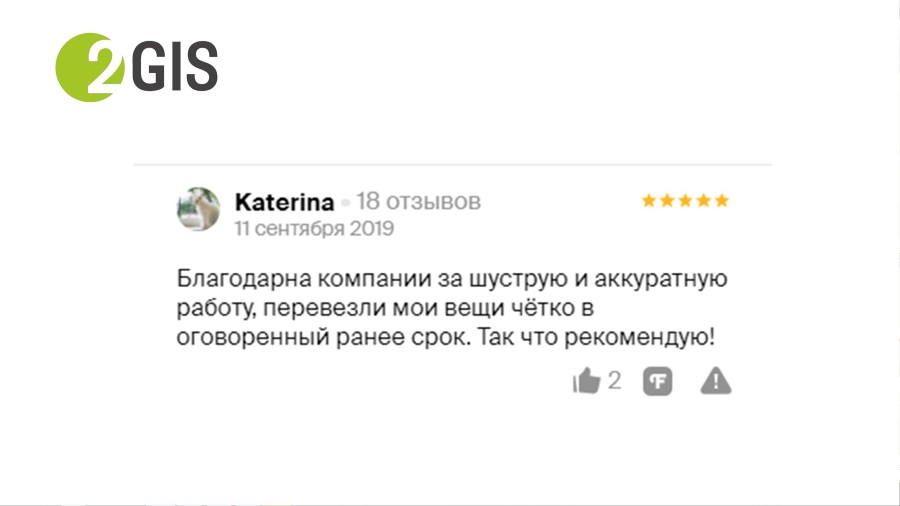 2GIS
Katerina • 18 отзывов
11 сентября 2019
Благодарна компании за шуструю и аккуратную
работу, перевезли мои вещи чётко в
оговоренный ранее срок. Так что рекомендую!
2